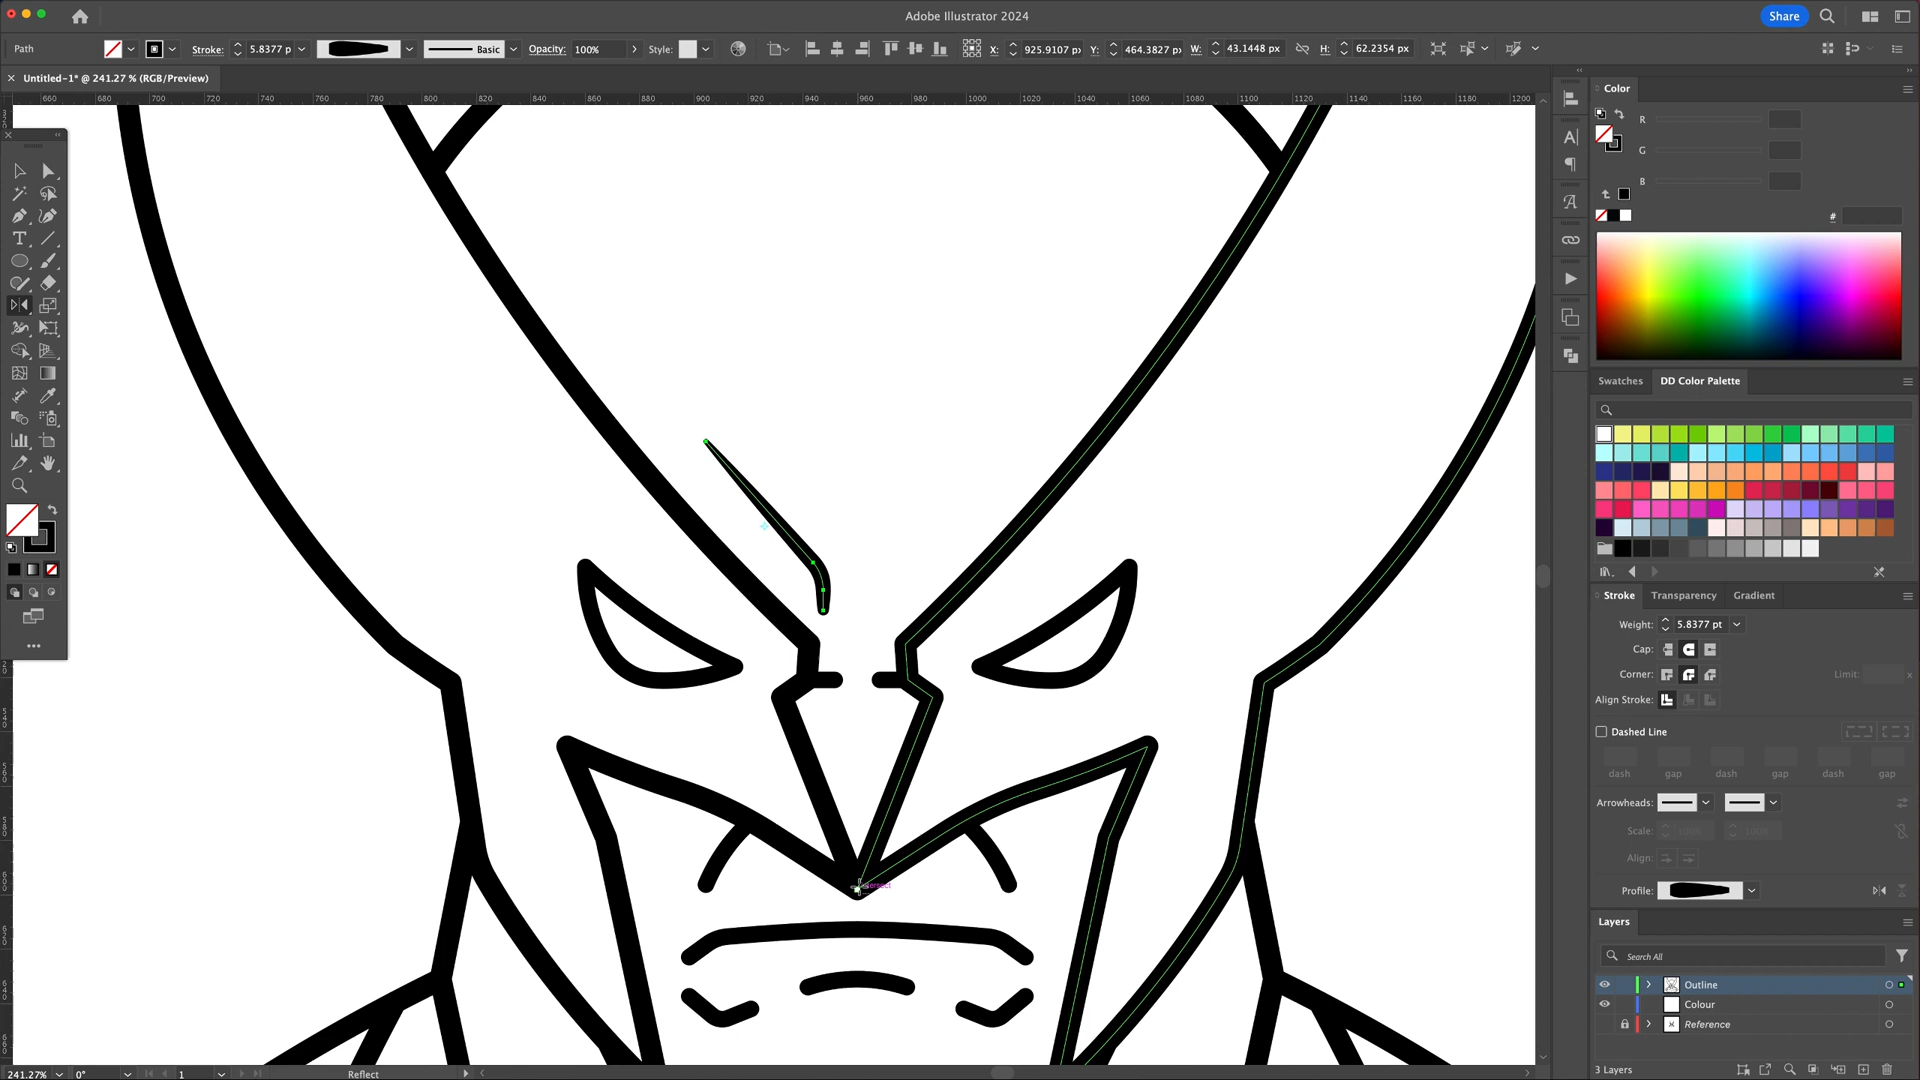 Adobe Illustrator 2024
Share
Path
Stroke:
5.8377 p
Basic
Opacity:
100%
Style:
X:
925.9107 px
Y:
464.3827 px
W:
43.1448 px
H:
62.2354 px
Untitled-1* @ 241.27 % (RGB/Preview)
660 680 700 720 740 760 780 800 820 840 860 880 900 920 940 960 980 1000 1020 1040 1060 1080 1100 1120 1140 1160 1180 1200
Color
R
G
B
#
Swatches
DD Color Palette
Stroke
Transparency
Gradient
Weight:
5.8377 pt
Cap:
Corner:
Limit:
x
Align Stroke:
Dashed Line
dash gap dash gap dash gap
Arrowheads:
Scale:
100%
100%
Align:
Profile:
Layers
Search All
Outline
Colour
Reference
3 Layers
241.27%
0°
1
Reflect